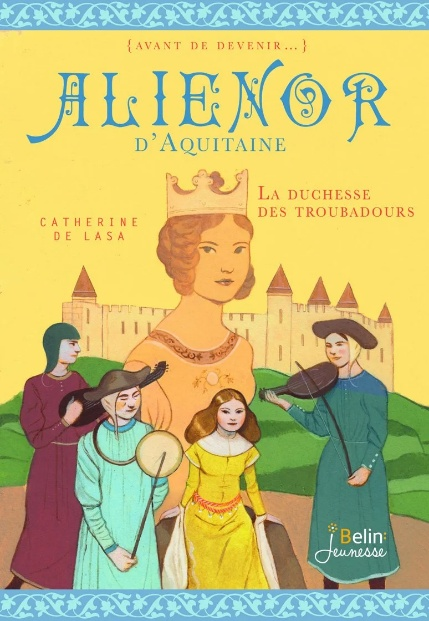 {AVANT DE DEVENIR...}
ALIENOR
D'AQUITAINE
LA DUCHESSE
DES TROUBADOURS
CATHERINE
DE LASA
Belin:
Jeunesse